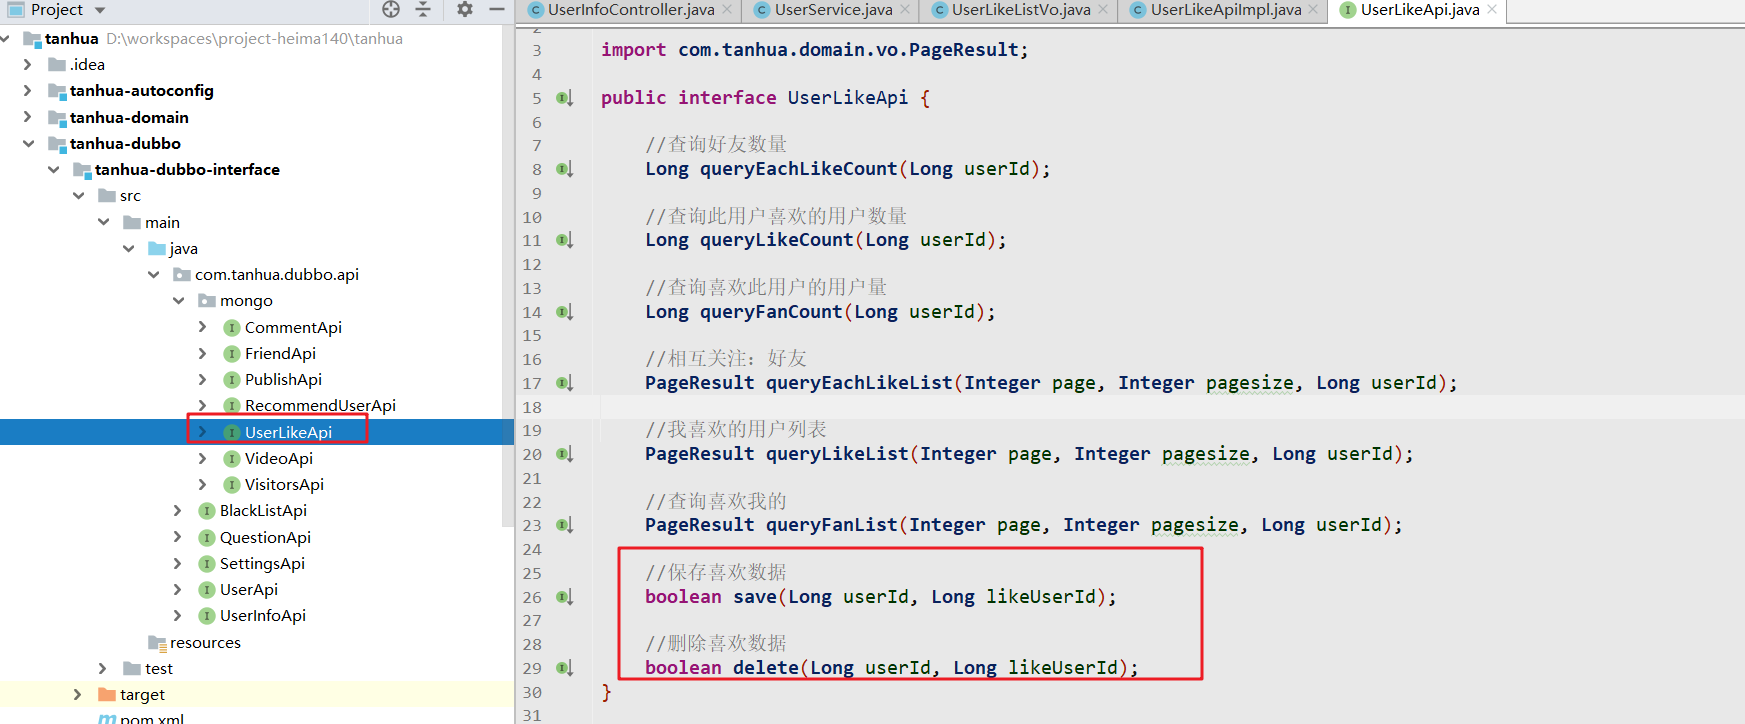 Project
tanhua D:\workspaces\project-heima140\tanhua
.idea
tanhua-autoconfig
tanhua-domain
tanhua-dubbo
tanhua-dubbo-interface
src
main
java
com.tanhua.dubbo.api
mongo
CommentApi
FriendApi
PublishApi
RecommendUserApi
UserLikeApi
VideoApi
VisitorsApi
BlackListApi
QuestionApi
SettingsApi
UserApi
UserInfoApi
resources
test
target
pom.xml
UserInfoController.java UserService.java UserLikeListVo.java UserLikeApiImpl.java UserLikeApi.java
2
3 import com.tanhua.domain.vo.PageResult;
4
5 public interface UserLikeApi {
6
7 //查询好友数量
8 Long queryEachLikeCount(Long userId);
9
10 //查询此用户喜欢的用户数量
11 Long queryLikeCount(Long userId);
12
13 //查询喜欢此用户的用户量
14 Long queryFanCount(Long userId);
15
16 //相互关注：好友
17 PageResult queryEachLikeList(Integer page, Integer pagesize, Long userId);
18
19 //我喜欢的用户列表
20 PageResult queryLikeList(Integer page, Integer pagesize, Long userId);
21
22 //查询喜欢我的
23 PageResult queryFanList(Integer page, Integer pagesize, Long userId);
24
25 //保存喜欢数据
26 boolean save(Long userId, Long likeUserId);
27
28 //删除喜欢数据
29 boolean delete(Long userId, Long likeUserId);
30 }
31